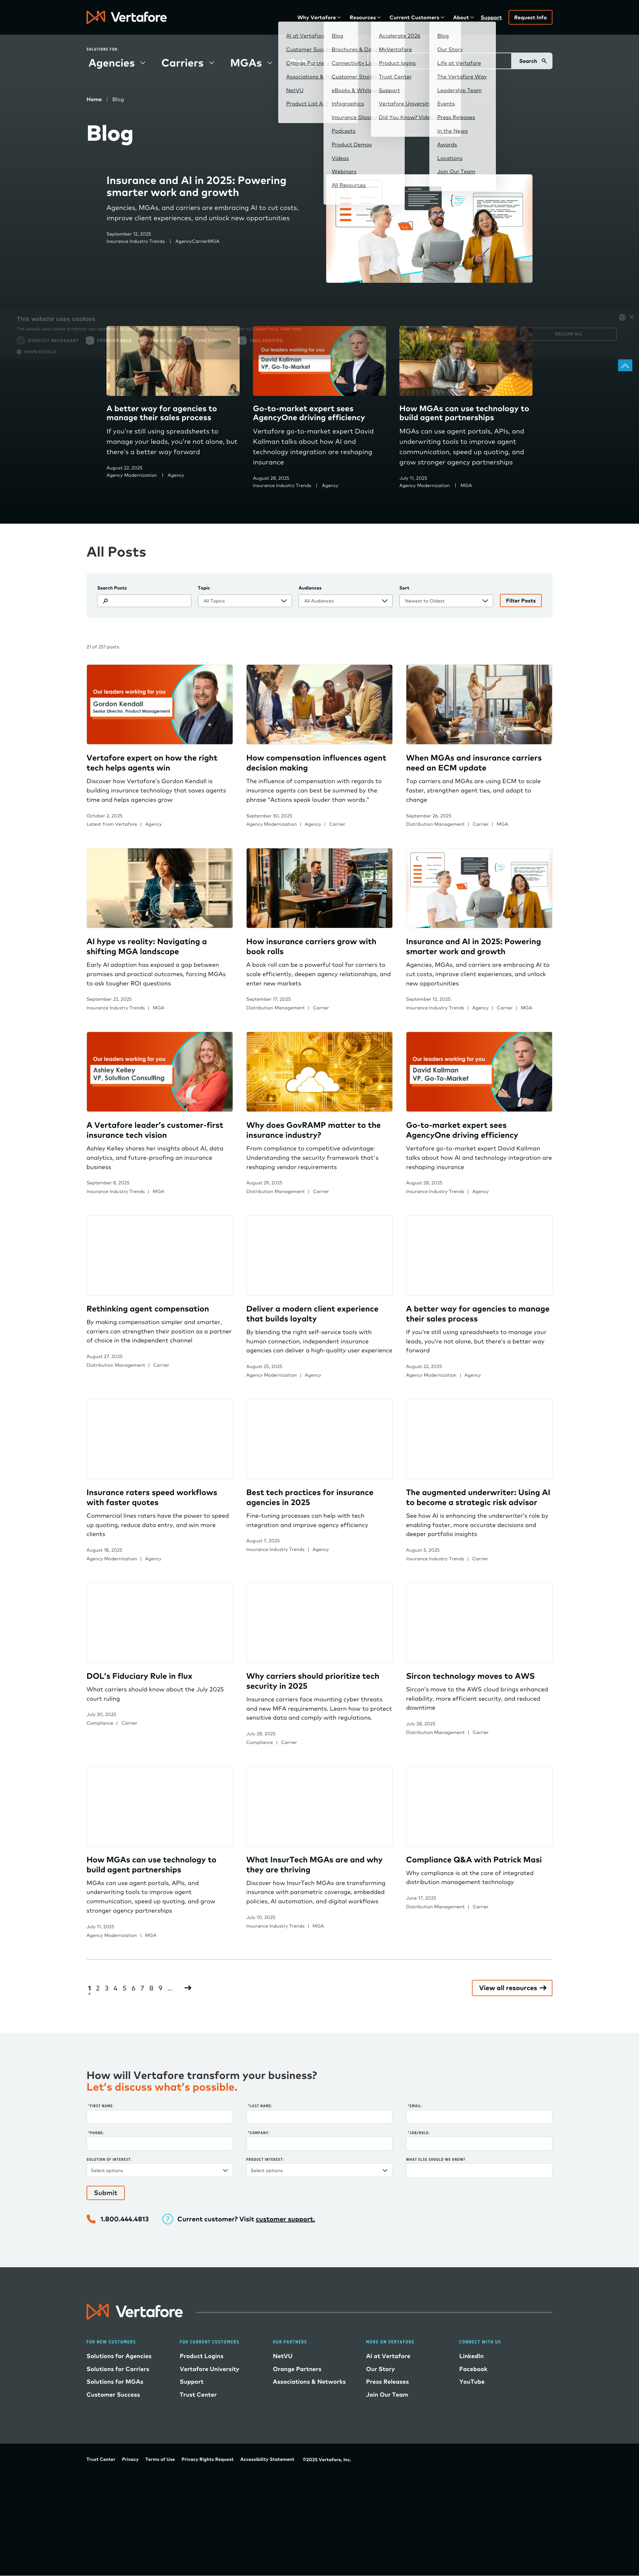 Vertafore
Why Vertafore
Resources
Current Customers
About
Support
Request Info
SOLUTIONS FOR:
Agencies
Carriers
MGAs
Search
AI at Vertafore
NetVU
Blog
Infographics
Podcasts
Product Demos
Videos
Webinars
All Resources
Accelerate 2026
MyVertafore
Product logins
Trust Center
Support
Vertafore University
Blog
Our Story
Life at Vertafore
The Vertafore Way
Leadership Team
Events
Press Releases
In the News
Awards
Locations
Join Our Team
Home | Blog
Blog
Insurance and AI in 2025: Powering
smarter work and growth
Agencies, MGAs, and carriers are embracing AI to cut costs,
improve client experiences, and unlock new opportunities
September 12, 2025
Insurance Industry Trends | AgencyCarrierMGA
This website uses cookies
STRICTLY NECESSARY
PERFORMANCE
UNCLASSIFIED
SHOW DETAILS
DECLINE ALL
Our leaders working for you
David Kallman
VP, Go-To-Market
A better way for agencies to
manage their sales process
If you're still using spreadsheets to
manage your leads, you're not alone, but
there's a better way forward
August 22, 2025
Agency Modernization | Agency
Go-to-market expert sees
AgencyOne driving efficiency
Vertafore go-to-market expert David
Kallman talks about how AI and
technology integration are reshaping
insurance
August 28, 2025
Insurance Industry Trends | Agency
How MGAs can use technology to
build agent partnerships
MGAs can use agent portals, APIs, and
underwriting tools to improve agent
communication, speed up quoting, and
grow stronger agency partnerships
July 11, 2025
Agency Modernization | MGA
All Posts
Search Posts
Topic
Audiences
Sort
All Topics
All Audiences
Newest to Oldest
Filter Posts
21 of 251 posts
Our leaders working for you
Gordon Kendall
Senior Director, Product Management
Vertafore expert on how the right
tech helps agents win
Discover how Vertafore's Gordon Kendall is
building insurance technology that saves agents
time and helps agencies grow
October 2, 2025
Latest from Vertafore | Agency
How compensation influences agent
decision making
The influence of compensation with regards to
insurance agents can best be summed by the
phrase "Actions speak louder than words."
September 30, 2025
Agency Modernization | Agency | Carrier
When MGAs and insurance carriers
need an ECM update
Top carriers and MGAs are using ECM to scale
faster, strengthen agent ties, and adapt to
change
September 26, 2025
Distribution Management | Carrier | MGA
AI hype vs reality: Navigating a
shifting MGA landscape
Early AI adoption has exposed a gap between
promises and practical outcomes, forcing MGAs
to ask tougher ROI questions
September 22, 2025
Insurance Industry Trends | MGA
How insurance carriers grow with
book rolls
A book roll can be a powerful tool for carriers to
scale efficiently, deepen agency relationships, and
enter new markets
September 17, 2025
Distribution Management | Carrier
Insurance and AI in 2025: Powering
smarter work and growth
Agencies, MGAs, and carriers are embracing AI to
cut costs, improve client experiences, and unlock
new opportunities
September 12, 2025
Insurance Industry Trends | Agency | Carrier | MGA
Our leaders working for you
Ashley Kelley
VP, Solution Consulting
A Vertafore leader's customer-first
insurance tech vision
Ashley Kelley shares her insights about AI, data
analytics, and future-proofing an insurance
business
September 8, 2025
Insurance Industry Trends | MGA
Why does GovRAMP matter to the
insurance industry?
From compliance to competitive advantage:
Understanding the security framework that's
reshaping vendor requirements
August 29, 2025
Distribution Management | Carrier
Our leaders working for you
David Kallman
VP, Go-To-Market
Go-to-market expert sees
AgencyOne driving efficiency
Vertafore go-to-market expert David Kallman
talks about how AI and technology integration are
reshaping insurance
August 28, 2025
Insurance Industry Trends | Agency
Rethinking agent compensation
By making compensation simpler and smarter,
carriers can strengthen their position as a partner
of choice in the independent channel
August 27, 2025
Distribution Management | Carrier
Deliver a modern client experience
that builds loyalty
By blending the right self-service tools with
human connection, independent insurance
agencies can deliver a high-quality user experience
August 25, 2025
Agency Modernization | Agency
A better way for agencies to manage
their sales process
If you're still using spreadsheets to manage your
leads, you're not alone, but there's a better way
forward
August 22, 2025
Agency Modernization | Agency
Insurance raters speed workflows
with faster quotes
Commercial lines raters have the power to speed
up quoting, reduce data entry, and win more
clients
August 18, 2025
Agency Modernization | Agency
Best tech practices for insurance
agencies in 2025
Fine-tuning processes can help with tech
integration and improve agency efficiency
August 7, 2025
Insurance Industry Trends | Agency
The augmented underwriter: Using AI
to become a strategic risk advisor
See how AI is enhancing the underwriter's role by
enabling faster, more accurate decisions and
deeper portfolio insights
August 5, 2025
Insurance Industry Trends | Carrier
DOL's Fiduciary Rule in flux
What carriers should know about the July 2025
court ruling
July 30, 2025
Compliance | Carrier
Why carriers should prioritize tech
security in 2025
Insurance carriers face mounting cyber threats
and new MFA requirements. Learn how to protect
sensitive data and comply with regulations.
July 28, 2025
Compliance | Carrier
Sircon technology moves to AWS
Sircon's move to the AWS cloud brings enhanced
reliability, more efficient security, and reduced
downtime
July 28, 2025
Distribution Management | Carrier
How MGAs can use technology to
build agent partnerships
MGAs can use agent portals, APIs, and
underwriting tools to improve agent
communication, speed up quoting, and grow
stronger agency partnerships
July 11, 2025
Agency Modernization | MGA
What InsurTech MGAs are and why
they are thriving
Discover how InsurTech MGAs are transforming
insurance with parametric coverage, embedded
policies, AI automation, and digital workflows
July 10, 2025
Insurance Industry Trends | MGA
Compliance Q&A with Patrick Masi
Why compliance is at the core of integrated
distribution management technology
June 17, 2025
Distribution Management | Carrier
1 2 3 4 5 6 7 8 9 ...
View all resources
How will Vertafore transform your business?
Let's discuss what's possible.
*FIRST NAME:
*LAST NAME:
*EMAIL:
*PHONE:
*COMPANY:
*JOB/ROLE:
SOLUTION OF INTEREST:
PRODUCT INTEREST:
WHAT ELSE SHOULD WE KNOW?
Select options
Select options
Submit
1.800.444.4813
? Current customer? Visit customer support.
Vertafore
FOR NEW CUSTOMERS
Solutions for Agencies
Solutions for Carriers
Solutions for MGAs
Customer Success
FOR CURRENT CUSTOMERS
Product Logins
Vertafore University
Support
Trust Center
OUR PARTNERS
NetVU
Orange Partners
Associations & Networks
MORE ON VERTAFORE
AI at Vertafore
Our Story
Press Releases
Join Our Team
CONNECT WITH US
LinkedIn
Facebook
YouTube
Trust Center
Privacy
Terms of Use
Privacy Rights Request
Accessibility Statement
©2025 Vertafore, Inc.